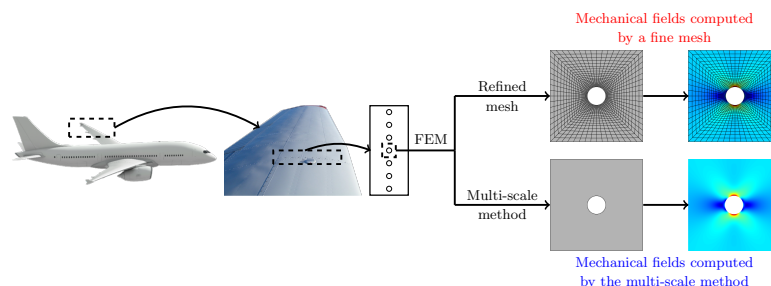 Mechanical fields computed
by a fine mesh
Refined
mesh
FEM
Multi-scale
method
Mechanical fields computed
by the multi-scale method